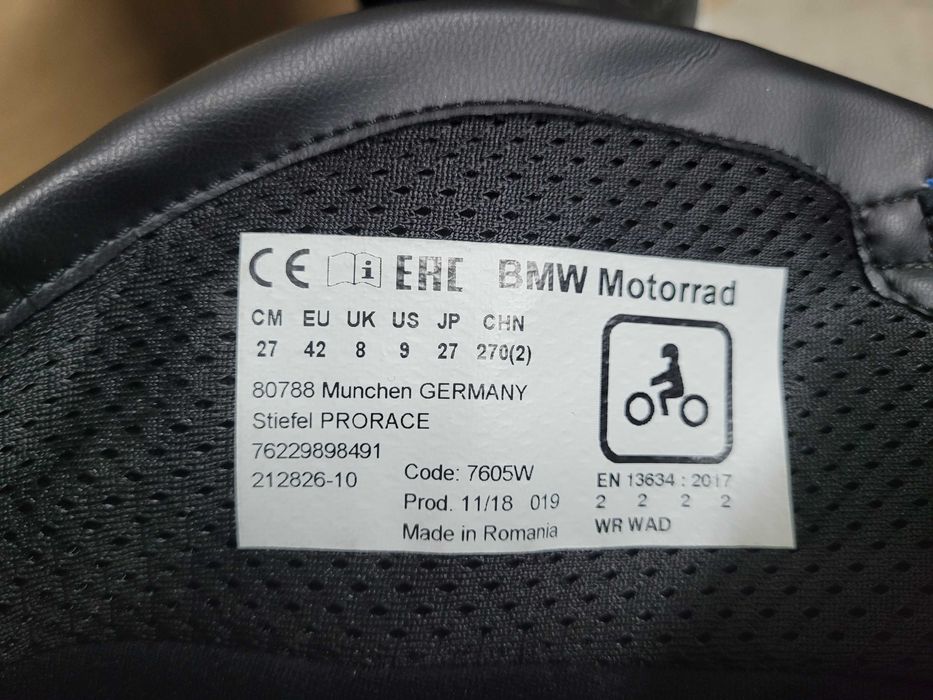 CE i EAC BMW Motorrad
CM EU UK US JP CHN
27 42 8 9 27 270(2)
80788 Munchen GERMANY
Stiefel PRORACE
76229898491
212826-10
Code: 7605W
Prod. 11/18 019
Made in Romania
EN 13634 : 2017
2 2 2 2
WR WAD